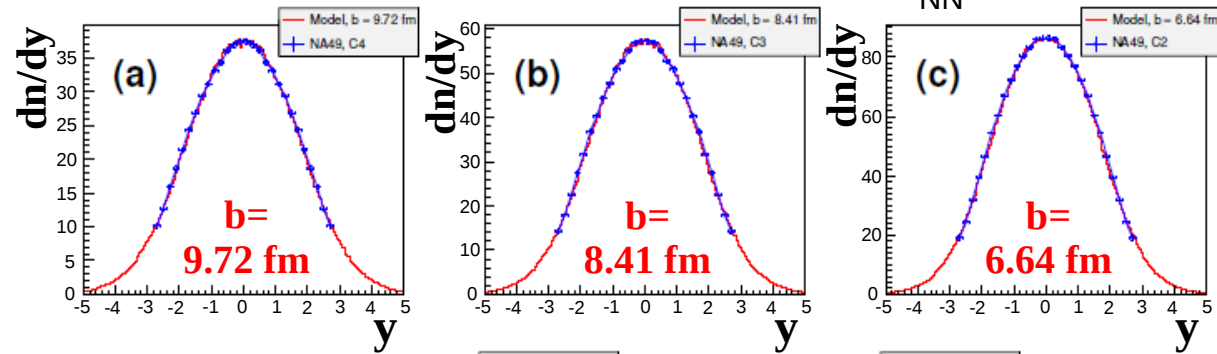 NN
Model, b = 9.72 fm
NA49, C4
(a)
dn/dy
35
30
25
20
15
10
5
0
b=
9.72 fm
-5 -4 -3 -2 -1 0 1 2 3 4 5
y
Model, b = 8.41 fm
NA49, C3
(b)
dn/dy
60
50
40
30
20
10
0
b=
8.41 fm
-5 -4 -3 -2 -1 0 1 2 3 4 5
y
Model, b = 6.64 fm
NA49, C2
(c)
dn/dy
80
60
40
20
0
b=
6.64 fm
-5 -4 -3 -2 -1 0 1 2 3 4 5
y